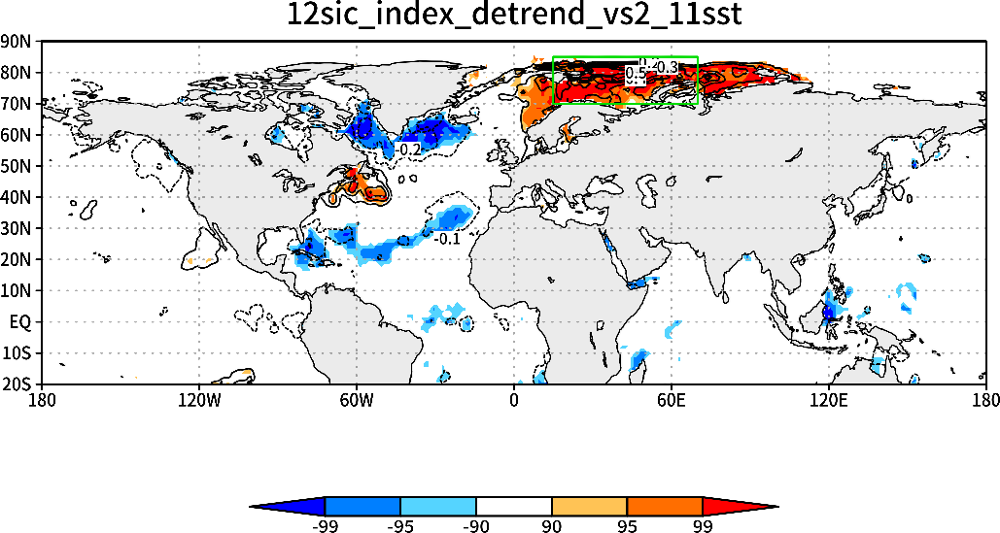 12sic_index_detrend_vs2_11sst
90N
80N
70N
60N
50N
40N
30N
20N
10N
EQ
10S
20S
0.3
0.5
-0.2
-0.1
180 120W 60W 0 60E 120E 180
-99 -95 -90 90 95 99